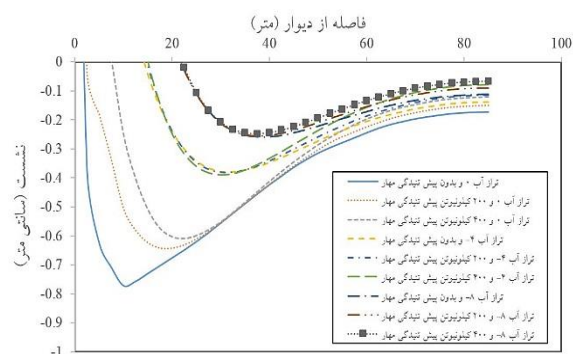 فاصله از دیوار (متر)
0 20 40 60 80 100
0
-0.1
-0.2
-0.3
-0.4
-0.5
-0.6
-0.7
-0.8
-0.9
-1
نشست (سانتی متر)
تراز آب ۰ و بدون پیش تنیدگی مهار
تراز آب ۰ و ۲۰۰ کیلونیوتن پیش تنیدگی مهار
تراز آب ۰ و ۴۰۰ کیلونیوتن پیش تنیدگی مهار
تراز آب ۴- و بدون پیش تنیدگی مهار
تراز آب ۴- و ۲۰۰ کیلونیوتن پیش تنیدگی مهار
تراز آب ۴- و ۴۰۰ کیلونیوتن پیش تنیدگی مهار
تراز آب ۸- و بدون پیش تنیدگی مهار
تراز آب ۸- و ۲۰۰ کیلونیوتن پیش تنیدگی مهار
تراز آب ۸- و ۴۰۰ کیلونیوتن پیش تنیدگی مهار